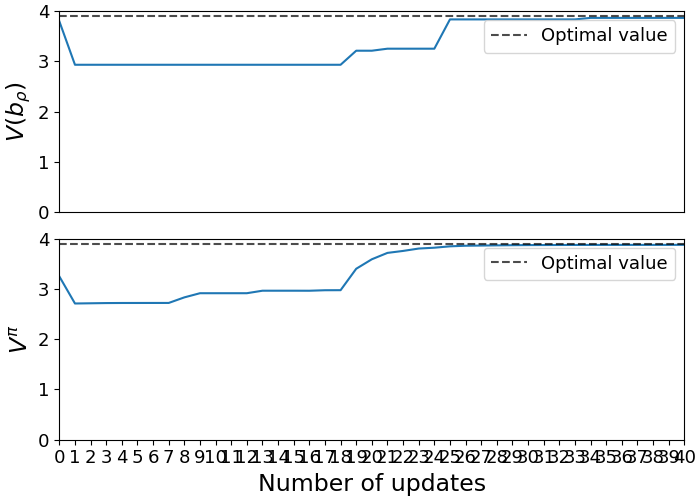 4
Optimal value
3
V(b_ρ)
2
1
0
4
Optimal value
3
V^π
2
1
0
0 1 2 3 4 5 6 7 8 9 10 11 12 13 14 15 16 17 18 19 20 21 22 23 24 25 26 27 28 29 30 31 32 33 34 35 36 37 38 39 40
Number of updates